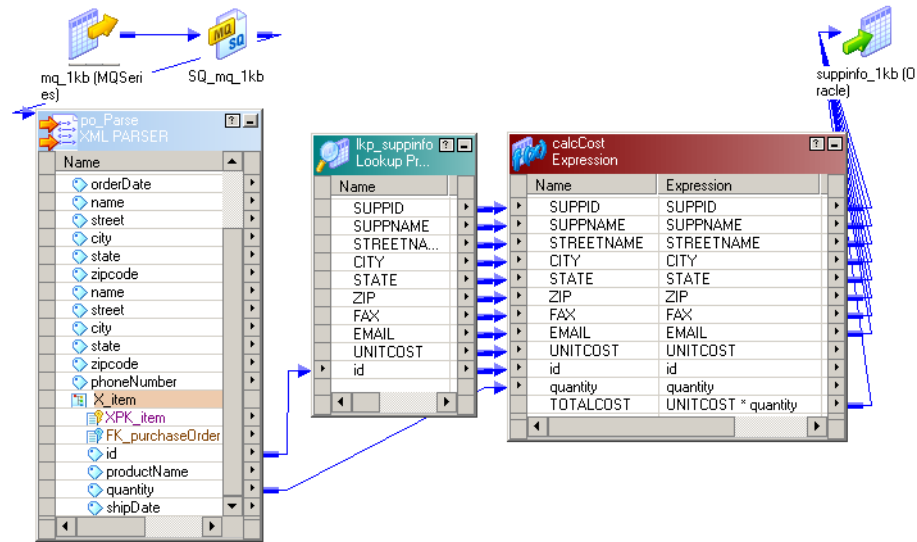 mq_1kb (MQSeri
es)
SQ_mq_1kb
MQ
SQ
suppinfo_1kb (O
racle)
po_Parse
XML PARSER
Name
orderDate
name
street
city
state
zipcode
name
street
city
state
zipcode
phoneNumber
X_item
XPK_item
FK_purchaseOrder
id
productName
quantity
shipDate
lkp_suppinfo
Lookup Pr...
Name
SUPPID
SUPPNAME
STREETNA...
CITY
STATE
ZIP
FAX
EMAIL
UNITCOST
id
f(x)
calcCost
Expression
Name Expression
SUPPID SUPPID
SUPPNAME SUPPNAME
STREETNAME STREETNAME
CITY CITY
STATE STATE
ZIP ZIP
FAX FAX
EMAIL EMAIL
UNITCOST UNITCOST
id id
quantity quantity
TOTALCOST UNITCOST * quantity